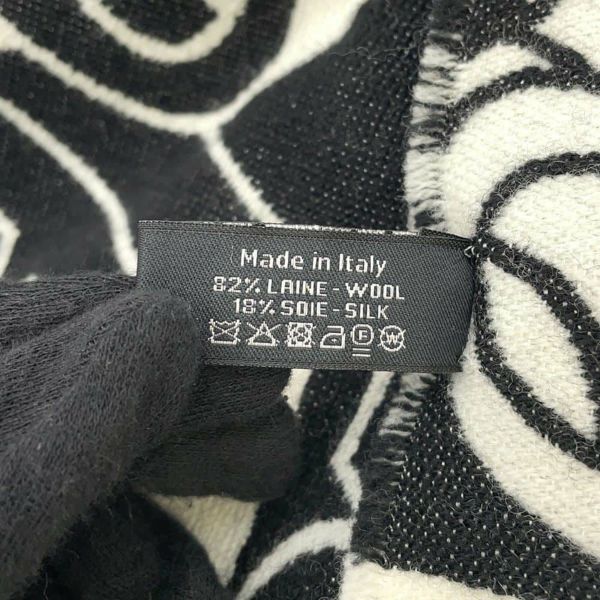 Made in Italy
82% LAINE - WOOL
18% SOIE - SILK
F W